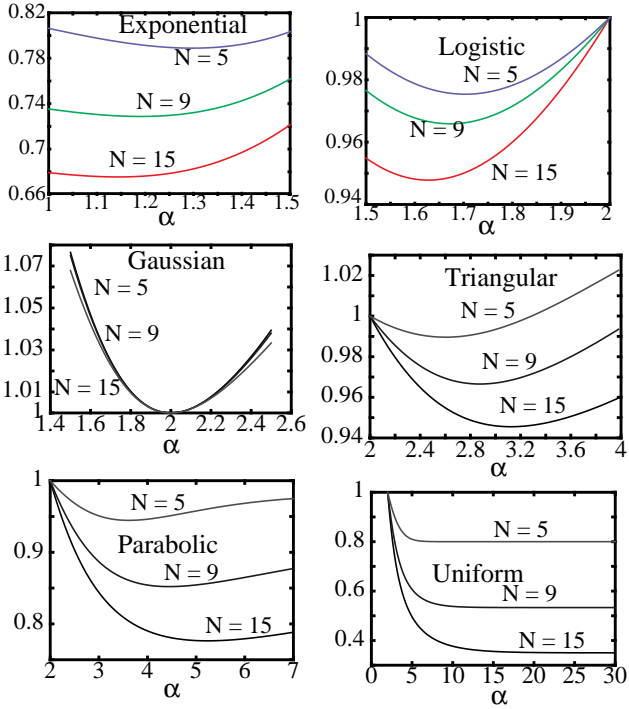 0.82
0.78
0.74
0.7
0.66
Exponential
N = 5
N = 9
N = 15
1
1.1
1.2
1.3
1.4
1.5
α
1
0.98
0.96
0.94
Logistic
N = 5
N = 9
N = 15
1.5
1.6
1.7
1.8
1.9
2
α
1.07
1.05
1.03
1.01
1
Gaussian
N = 5
N = 9
N = 15
1.4
1.6
1.8
2
2.2
2.4
2.6
α
1.02
1
0.98
0.96
0.94
Triangular
N = 5
N = 9
N = 15
2
2.4
2.8
3.2
3.6
4
α
1
0.9
0.8
Parabolic
N = 5
N = 9
N = 15
2
3
4
5
6
7
α
1
0.8
0.6
0.4
Uniform
N = 5
N = 9
N = 15
0
5
10
15
20
25
30
α